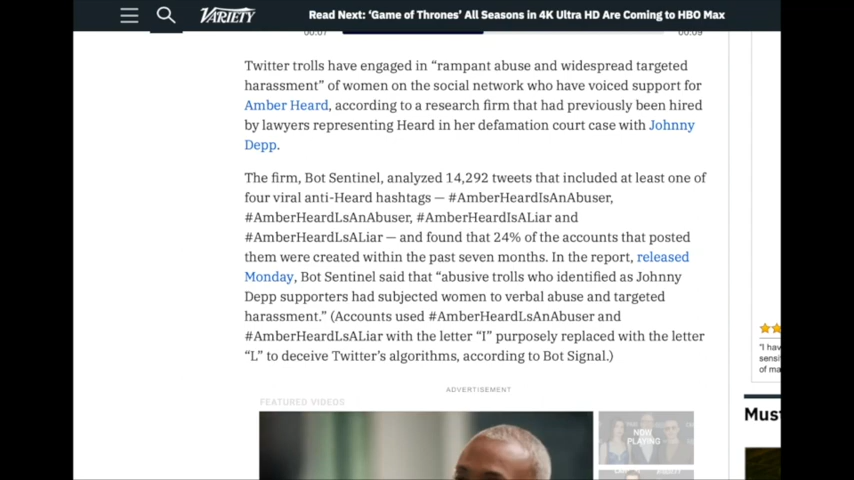 VARIETY
Read Next: ‘Game of Thrones’ All Seasons in 4K Ultra HD Are Coming to HBO Max
00:07
00:09
Twitter trolls have engaged in “rampant abuse and widespread targeted
harassment” of women on the social network who have voiced support for
Amber Heard, according to a research firm that had previously been hired
by lawyers representing Heard in her defamation court case with Johnny
Depp.
The firm, Bot Sentinel, analyzed 14,292 tweets that included at least one of
four viral anti-Heard hashtags — #AmberHeardIsAnAbuser,
#AmberHeardLsAnAbuser, #AmberHeardIsALiar and
#AmberHeardLsALiar — and found that 24% of the accounts that posted
them were created within the past seven months. In the report, released
Monday, Bot Sentinel said that “abusive trolls who identified as Johnny
Depp supporters had subjected women to verbal abuse and targeted
harassment.” (Accounts used #AmberHeardLsAnAbuser and
#AmberHeardLsALiar with the letter “I” purposely replaced with the letter
“L” to deceive Twitter’s algorithms, according to Bot Signal.)
ADVERTISEMENT
FEATURED VIDEOS
NOW
PLAYING
"I hav
sensi
of ma
Must